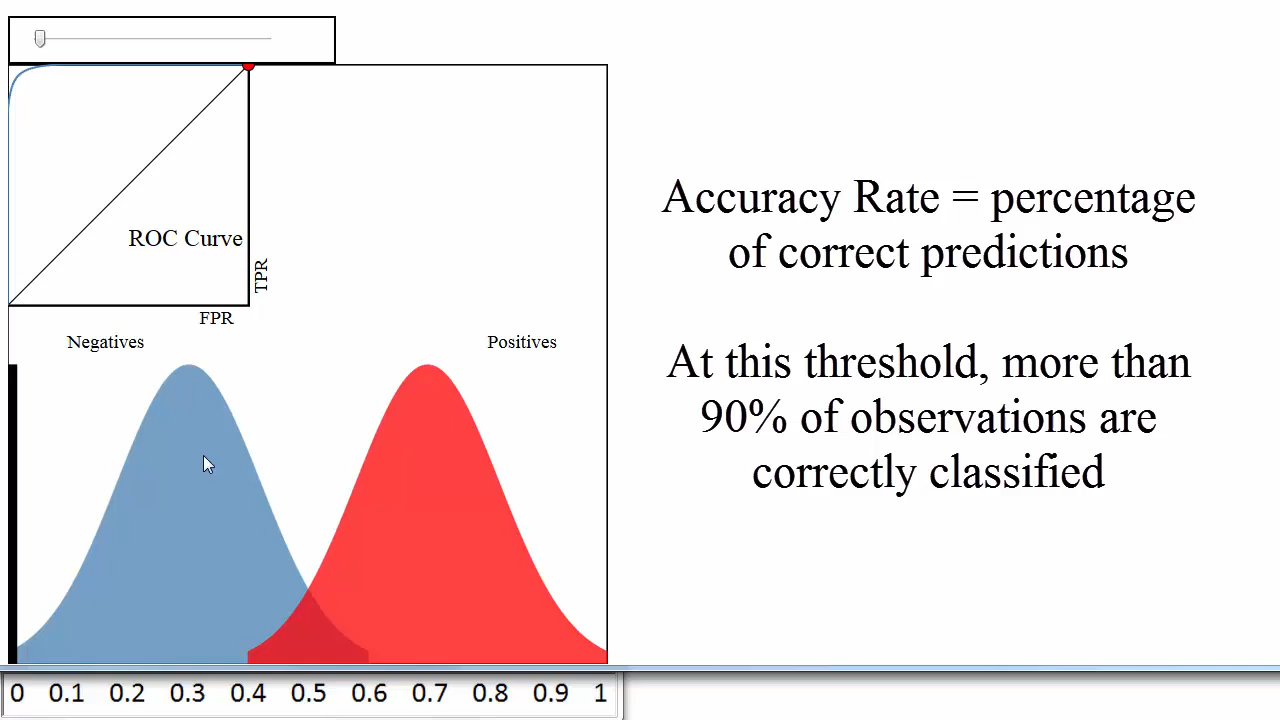 ROC Curve
TPR
FPR
Negatives
Positives
0 0.1 0.2 0.3 0.4 0.5 0.6 0.7 0.8 0.9 1
Accuracy Rate = percentage
of correct predictions
At this threshold, more than
90% of observations are
correctly classified